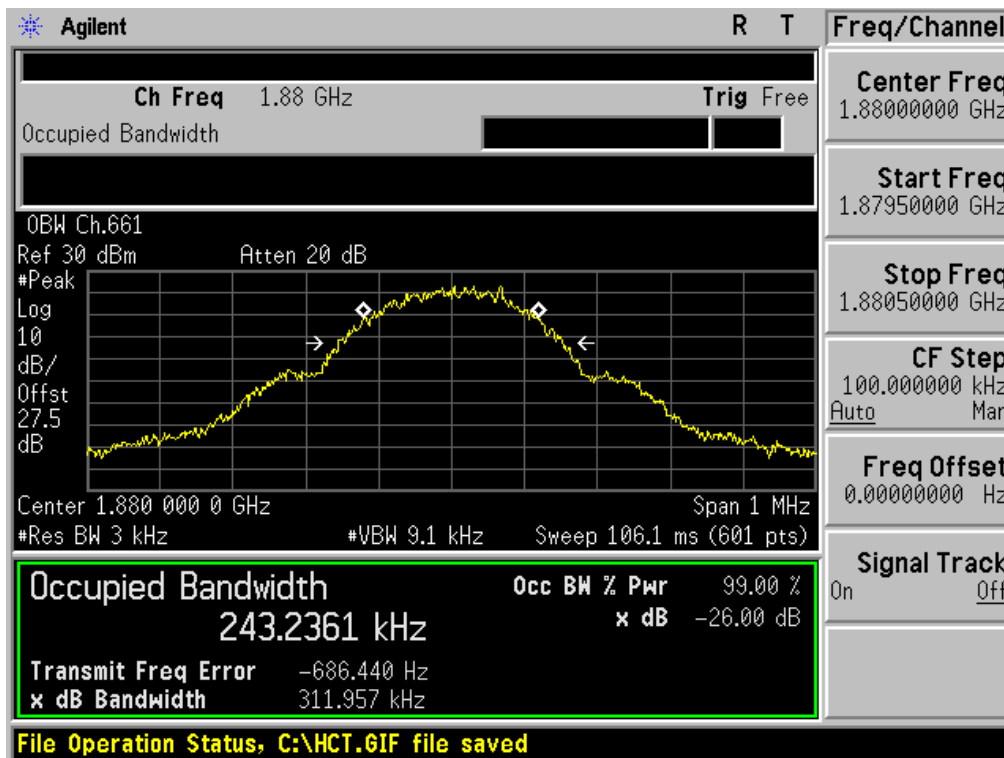 Agilent R T Freq/Channel
Ch Freq 1.88 GHz Trig Free
Occupied Bandwidth
Center Freq
1.88000000 GHz
Start Freq
1.87950000 GHz
Stop Freq
1.88050000 GHz
CF Step
100.000000 kHz
Auto Man
Freq Offset
0.00000000 Hz
Signal Track
On Off
OBW Ch.661
Ref 30 dBm Atten 20 dB
#Peak
Log
10
dB/
Offst
27.5
dB
Center 1.880 000 0 GHz Span 1 MHz
#Res BW 3 kHz #VBW 9.1 kHz Sweep 106.1 ms (601 pts)
Occupied Bandwidth Occ BW % Pwr 99.00 %
243.2361 kHz x dB -26.00 dB
Transmit Freq Error -686.440 Hz
x dB Bandwidth 311.957 kHz
File Operation Status, C:\HCT.GIF file saved